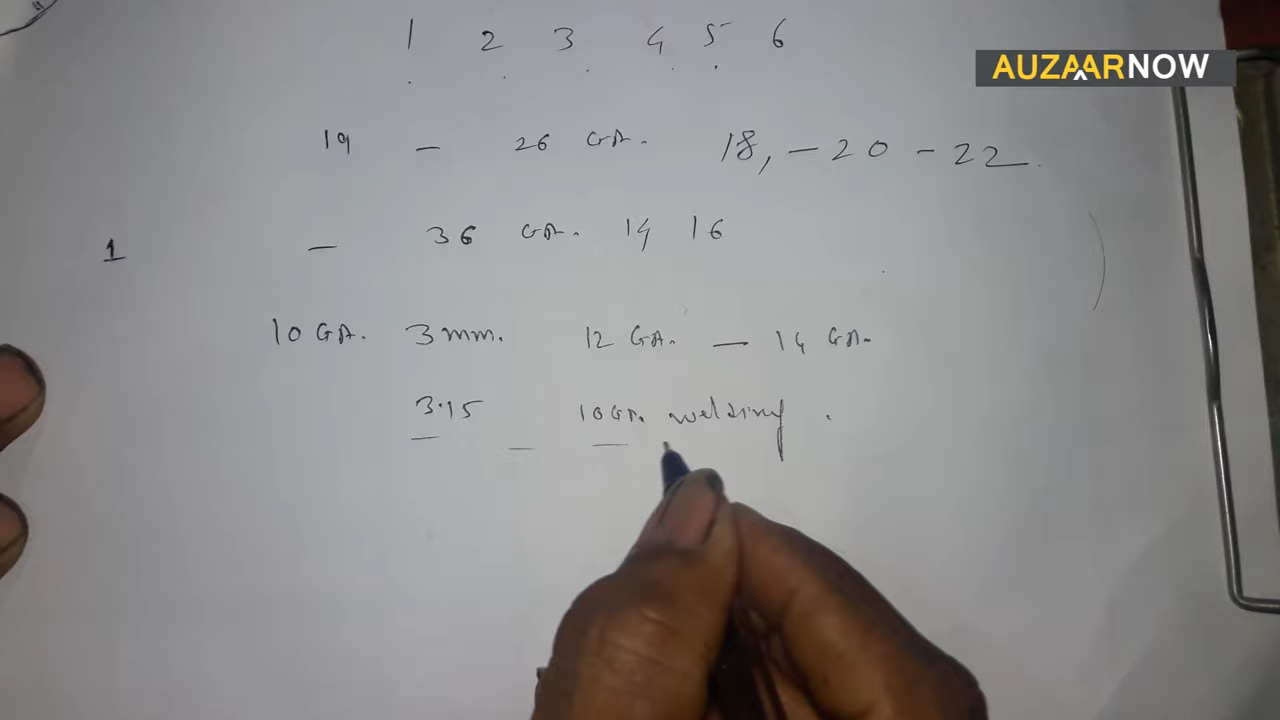 1 2 3 4 5 6
AUZAARNOW
19 - 26 GA. 18, - 20 - 22
1 - 36 GA. 14 16
10 GA. 3 mm. 12 GA. - 14 GA.
3.15 - 10 GA. welding.